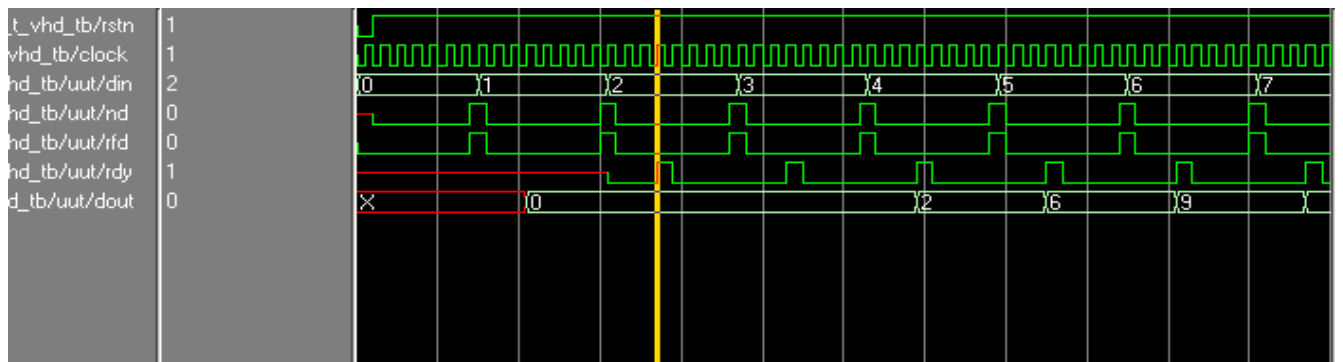 _t_vhd_tb/rstn 1
vhd_tb/clock 1
hd_tb/uut/din 2 0 1 2 3 4 5 6 7
hd_tb/uut/nd 0
hd_tb/uut/rfd 0
hd_tb/uut/rdy 1
d_tb/uut/dout 0 X 0 2 6 9